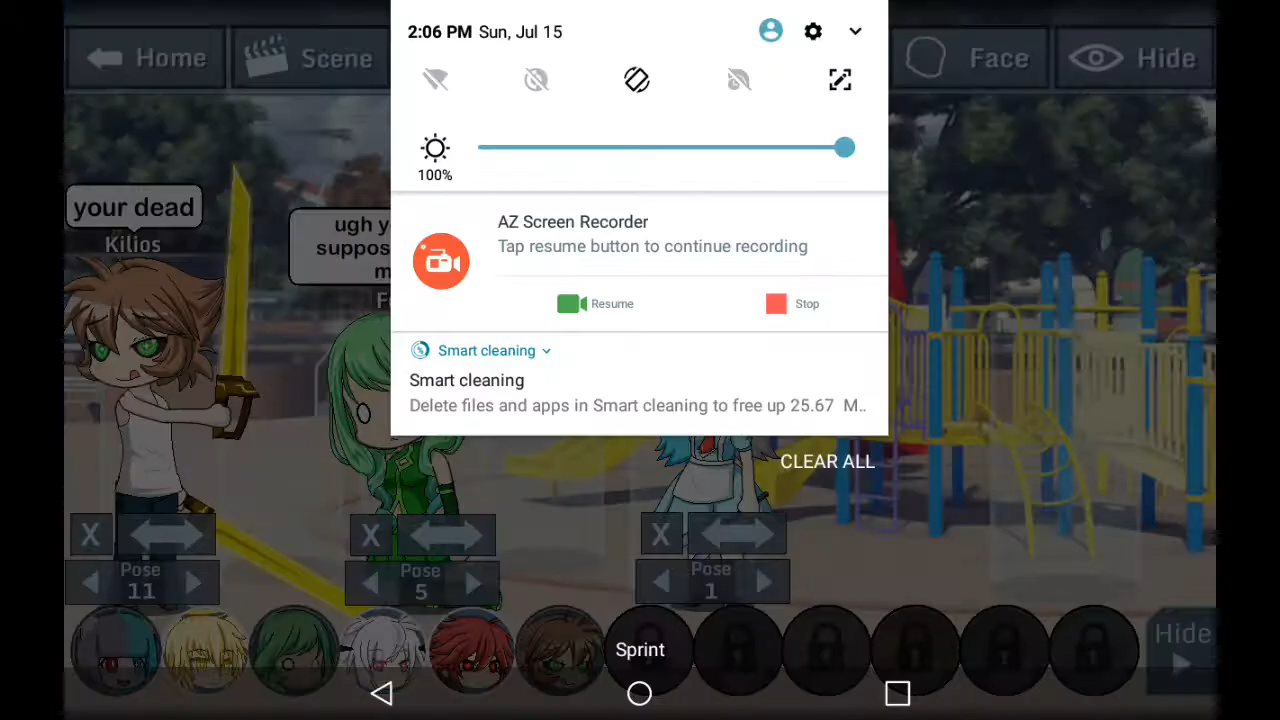 2:06 PM Sun, Jul 15
Home
Scene
Face
Hide
100%
your dead
Kilios
ugh y
suppos
m
F
AZ Screen Recorder
Tap resume button to continue recording
Resume
Stop
Smart cleaning
Smart cleaning
Delete files and apps in Smart cleaning to free up 25.67 M..
CLEAR ALL
X
X
X
Pose
11
Pose
5
Pose
1
Sprint
Hide